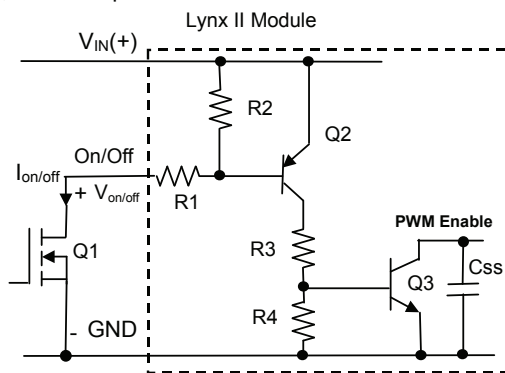 Lynx II Module
VIN(+)
R2
Q2
On/Off
Ion/off
+ Von/off
R1
PWM Enable
R3
Css
Q1
Q3
R4
- GND